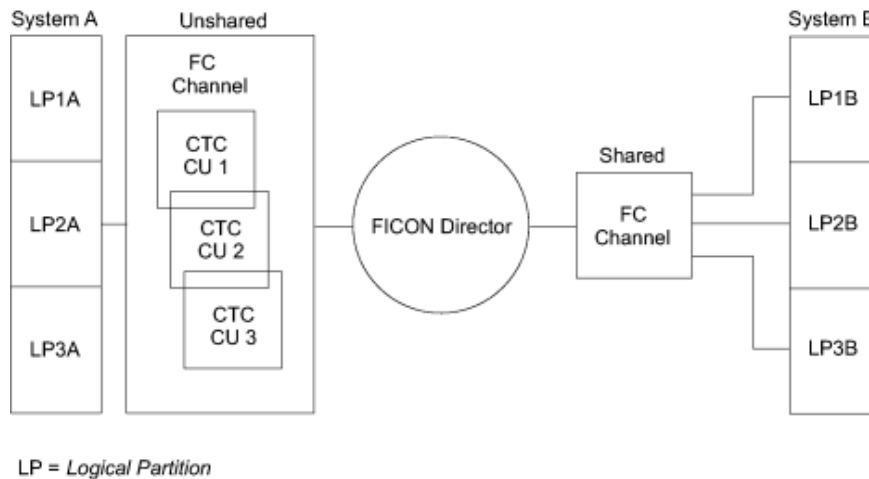 System A
LP1A
LP2A
LP3A
Unshared
FC
Channel
CTC
CU 1
CTC
CU 2
CTC
CU 3
FICON Director
Shared
FC
Channel
System B
LP1B
LP2B
LP3B
LP = Logical Partition